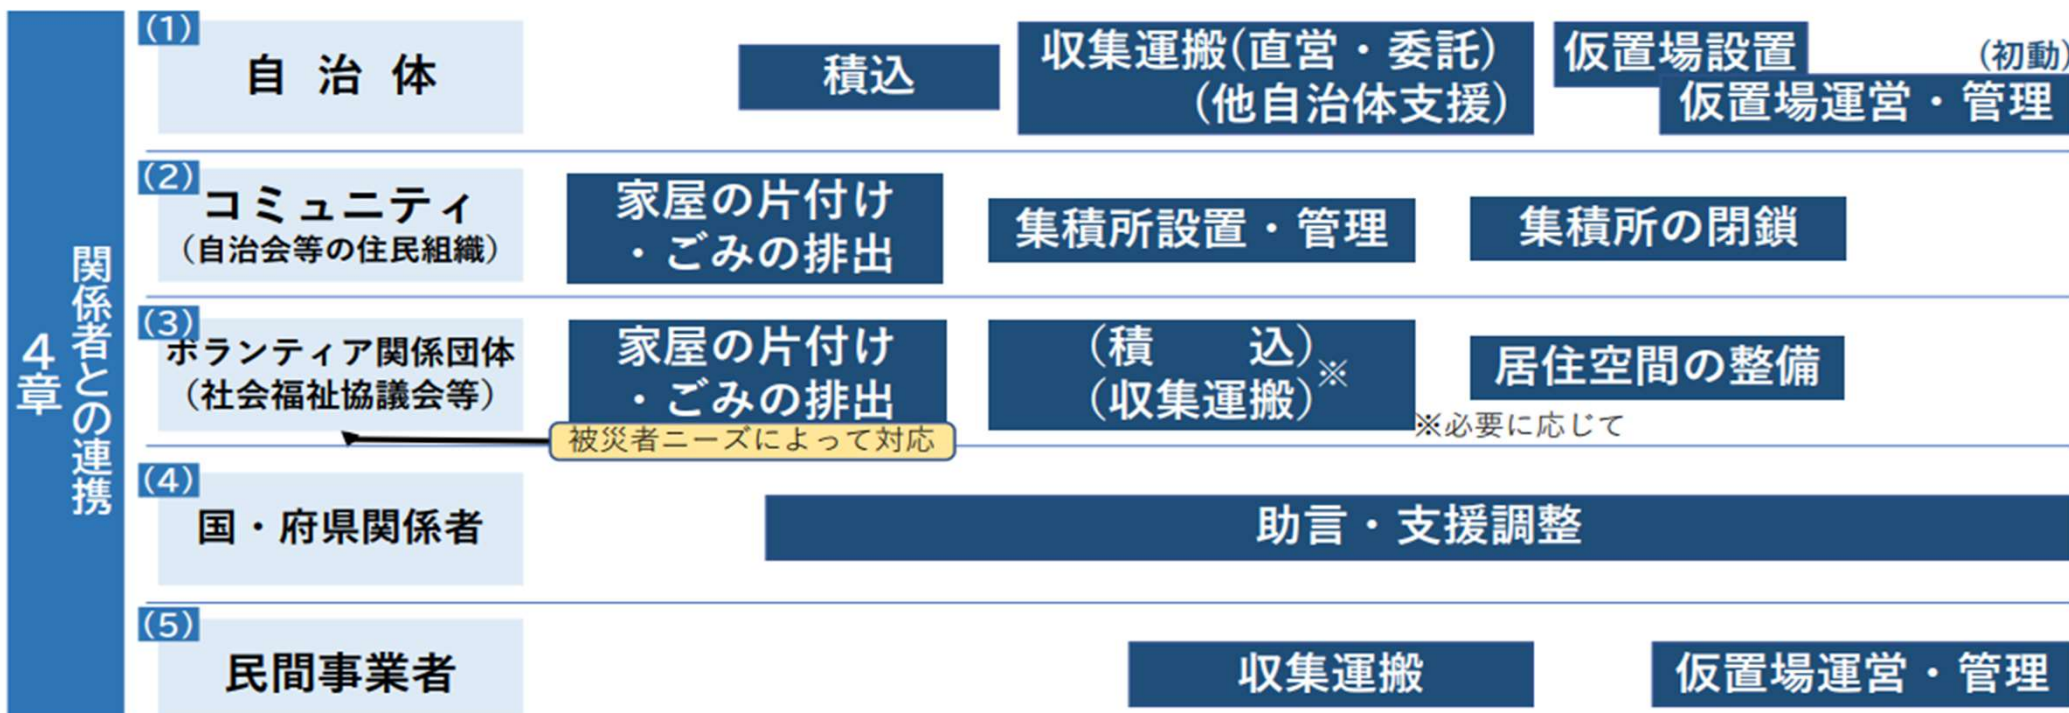 4章
関係者との連携
(1)
自 治 体
積込
収集運搬(直営・委託)
(他自治体支援)
仮置場設置
(初動)
仮置場運営・管理
(2)
コミュニティ
(自治会等の住民組織)
家屋の片付け
・ごみの排出
集積所設置・管理
集積所の閉鎖
(3)
ボランティア関係団体
(社会福祉協議会等)
家屋の片付け
・ごみの排出
(積 込)
(収集運搬)※
居住空間の整備
※必要に応じて
被災者ニーズによって対応
(4)
国・府県関係者
助言・支援調整
(5)
民間事業者
収集運搬
仮置場運営・管理